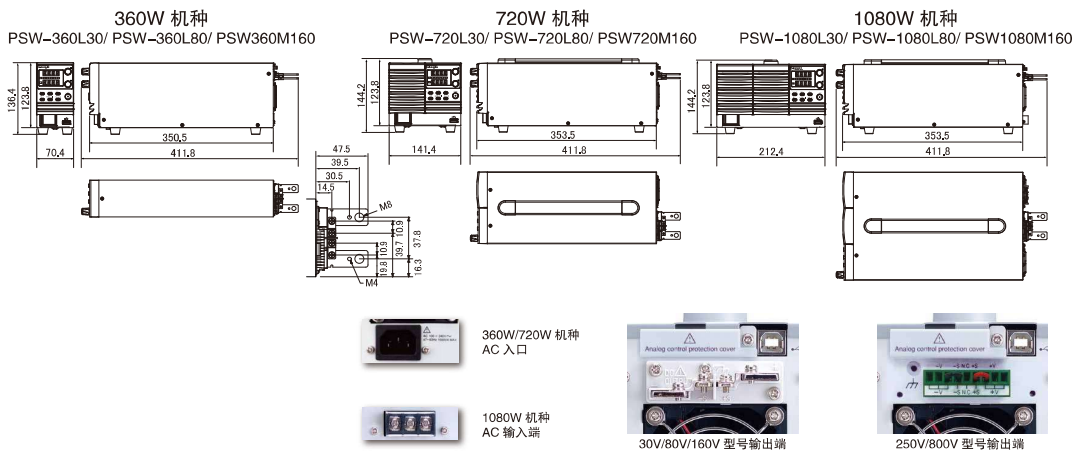 360W 机种
PSW-360L30/ PSW-360L80/ PSW360M160
136.4
123.8
70.4
350.5
411.8
720W 机种
PSW-720L30/ PSW-720L80/ PSW720M160
144.2
123.8
141.4
353.5
411.8
1080W 机种
PSW-1080L30/ PSW-1080L80/ PSW1080M160
144.2
123.8
212.4
353.5
411.8
47.5
39.5
30.5
14.5
M8
10.9
37.8
39.7
10.9
19.8
16.3
M4
360W/720W 机种
AC 入口
1080W 机种
AC 输入端
Analog control protection cover
30V/80V/160V 型号输出端
Analog control protection cover
-V -S N.C +S +V
-V -S N.C +S +V
250V/800V 型号输出端